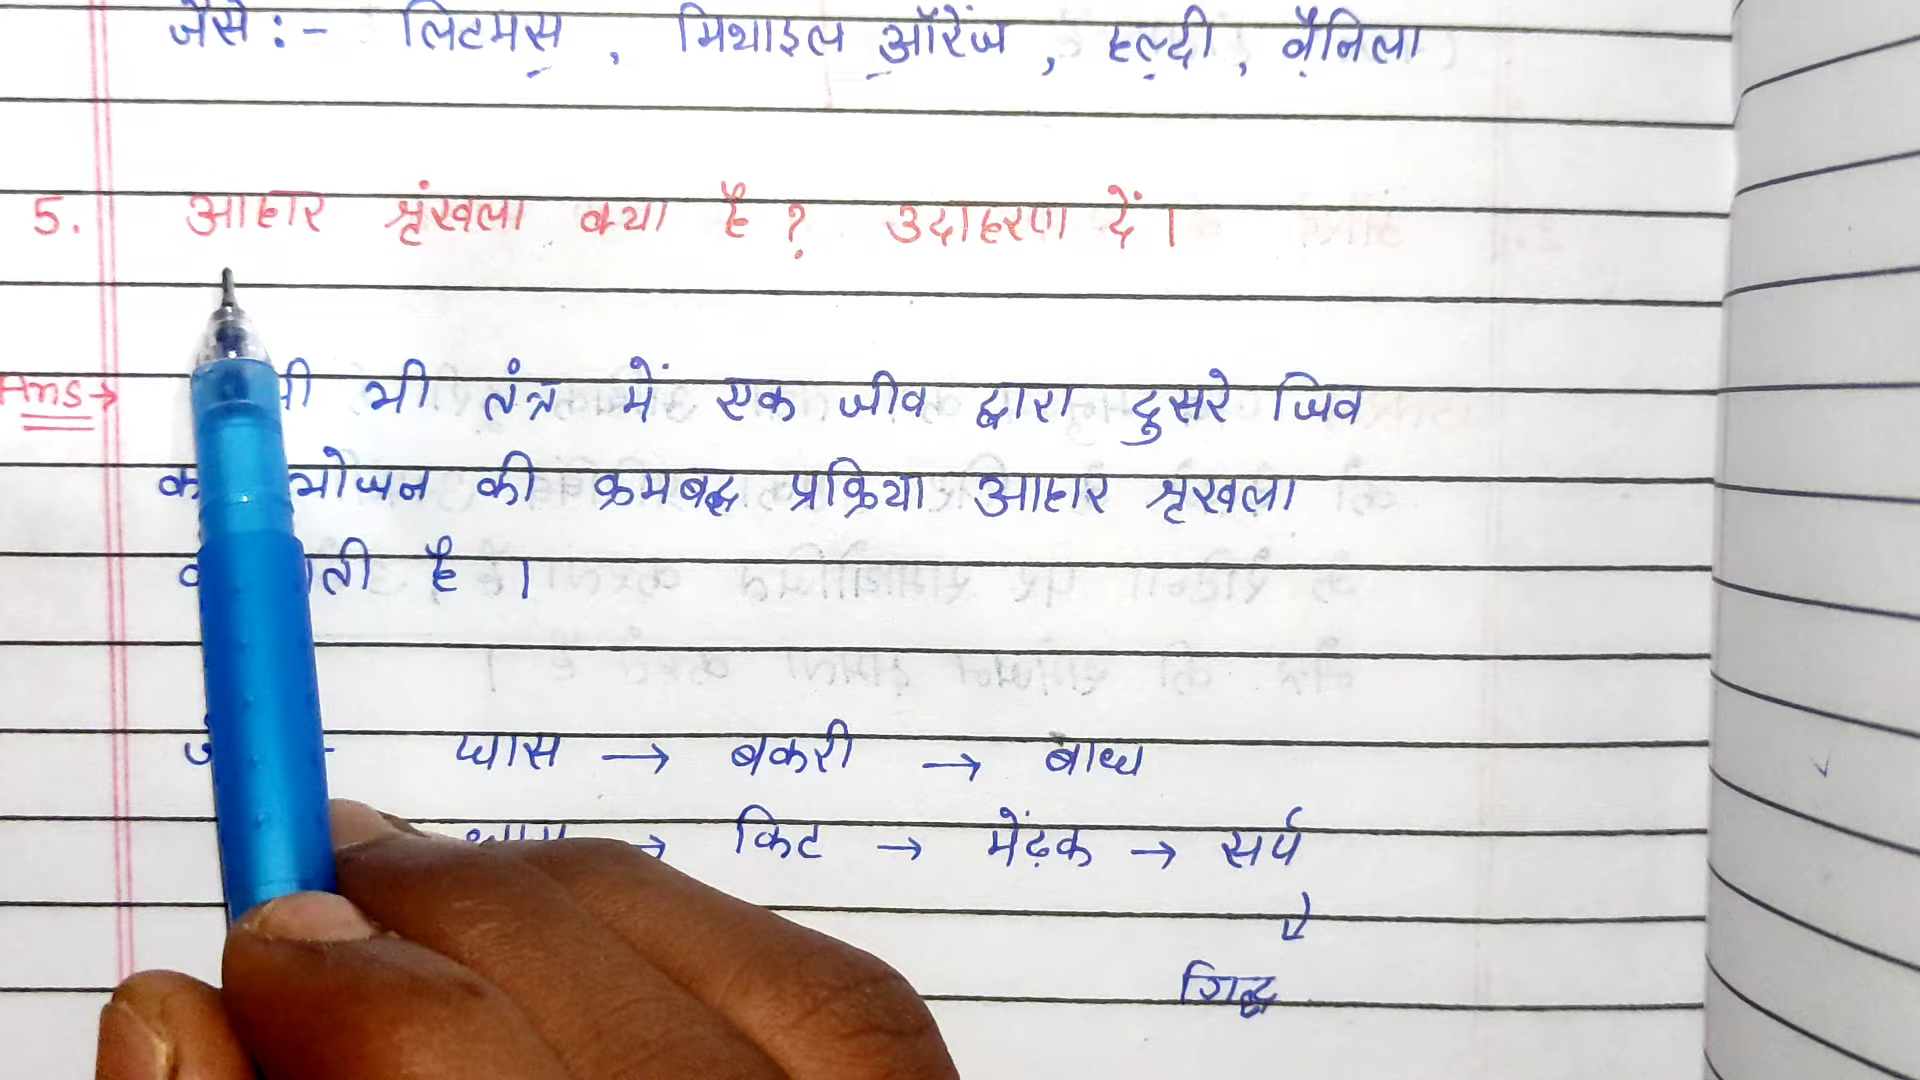 जैसे :- लिटमस , मिथाइल ऑरेंज , हल्दी , वैनिला
5. आहार श्रृंखला क्या है ? उदाहरण दें ।
Ans→ भी तंत्र में एक जीव द्वारा दुसरे जिव
भोजन की क्रमबद्ध प्रक्रिया आहार श्रृंखला
है ।
घास → बकरी → बाघ
→ किट → मेंढ़क → सर्प
↓
गिद्ध